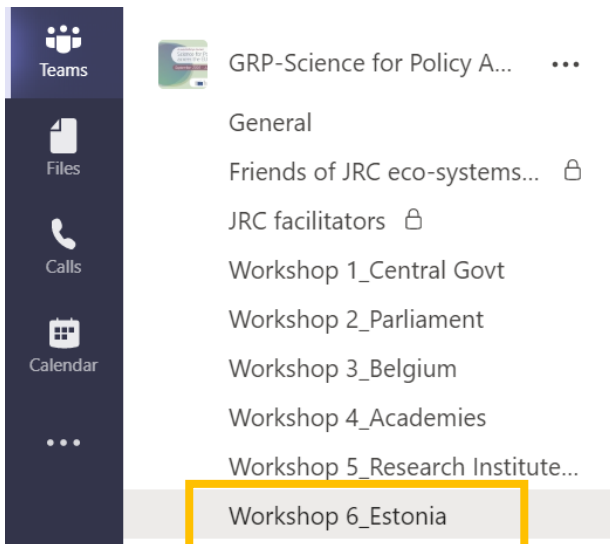 Teams
Files
Calls
Calendar
GRP-Science for Policy A...
General
Friends of JRC eco-systems...
JRC facilitators
Workshop 1_Central Govt
Workshop 2_Parliament
Workshop 3_Belgium
Workshop 4_Academies
Workshop 5_Research Institute...
Workshop 6_Estonia